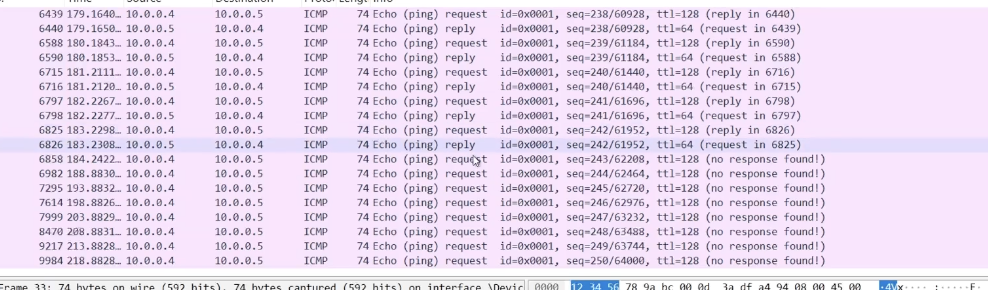 Time Source Destination Protocol Length Info
6439 179.1640… 10.0.0.4 10.0.0.5 ICMP 74 Echo (ping) request id=0x0001, seq=238/60928, ttl=128 (reply in 6440)
6440 179.1650… 10.0.0.5 10.0.0.4 ICMP 74 Echo (ping) reply id=0x0001, seq=238/60928, ttl=64 (request in 6439)
6588 180.1843… 10.0.0.4 10.0.0.5 ICMP 74 Echo (ping) request id=0x0001, seq=239/61184, ttl=128 (reply in 6590)
6590 180.1853… 10.0.0.5 10.0.0.4 ICMP 74 Echo (ping) reply id=0x0001, seq=239/61184, ttl=64 (request in 6588)
6715 181.2111… 10.0.0.4 10.0.0.5 ICMP 74 Echo (ping) request id=0x0001, seq=240/61440, ttl=128 (reply in 6716)
6716 181.2120… 10.0.0.5 10.0.0.4 ICMP 74 Echo (ping) reply id=0x0001, seq=240/61440, ttl=64 (request in 6715)
6797 182.2267… 10.0.0.4 10.0.0.5 ICMP 74 Echo (ping) request id=0x0001, seq=241/61696, ttl=128 (reply in 6798)
6798 182.2277… 10.0.0.5 10.0.0.4 ICMP 74 Echo (ping) reply id=0x0001, seq=241/61696, ttl=64 (request in 6797)
6825 183.2298… 10.0.0.4 10.0.0.5 ICMP 74 Echo (ping) request id=0x0001, seq=242/61952, ttl=128 (reply in 6826)
6826 183.2308… 10.0.0.5 10.0.0.4 ICMP 74 Echo (ping) reply id=0x0001, seq=242/61952, ttl=64 (request in 6825)
6858 184.2422… 10.0.0.4 10.0.0.5 ICMP 74 Echo (ping) request id=0x0001, seq=243/62208, ttl=128 (no response found!)
6982 188.8830… 10.0.0.4 10.0.0.5 ICMP 74 Echo (ping) request id=0x0001, seq=244/62464, ttl=128 (no response found!)
7295 193.8832… 10.0.0.4 10.0.0.5 ICMP 74 Echo (ping) request id=0x0001, seq=245/62720, ttl=128 (no response found!)
7614 198.8826… 10.0.0.4 10.0.0.5 ICMP 74 Echo (ping) request id=0x0001, seq=246/62976, ttl=128 (no response found!)
7999 203.8829… 10.0.0.4 10.0.0.5 ICMP 74 Echo (ping) request id=0x0001, seq=247/63232, ttl=128 (no response found!)
8470 208.8831… 10.0.0.4 10.0.0.5 ICMP 74 Echo (ping) request id=0x0001, seq=248/63488, ttl=128 (no response found!)
9217 213.8828… 10.0.0.4 10.0.0.5 ICMP 74 Echo (ping) request id=0x0001, seq=249/63744, ttl=128 (no response found!)
9984 218.8828… 10.0.0.4 10.0.0.5 ICMP 74 Echo (ping) request id=0x0001, seq=250/64000, ttl=128 (no response found!)
Frame 33: 74 bytes on wire (592 bits), 74 bytes captured (592 bits) on interface \Devic 0000 12 34 56 78 9a bc 00 0d 3a df a4 94 08 00 45 00 ·4Vx···· :·····E·